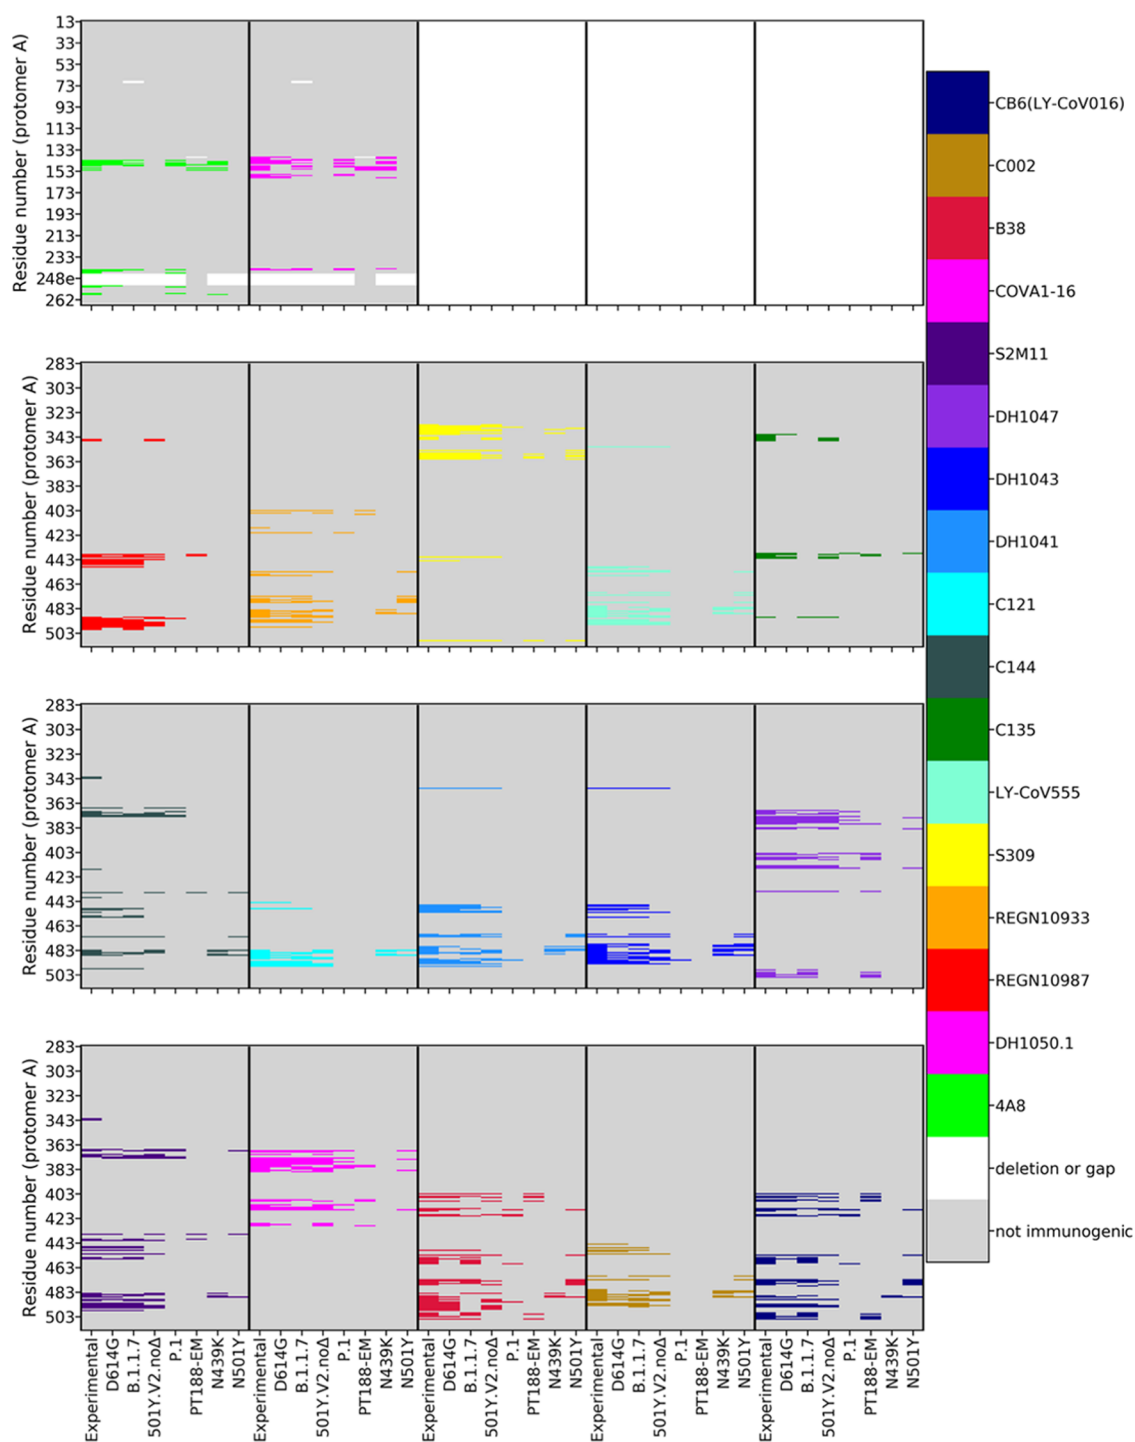 Residue number (protomer A)
13
33
53
73
93
113
133
153
173
193
213
233
248e
262
Residue number (protomer A)
283
303
323
343
363
383
403
423
443
463
483
503
Residue number (protomer A)
283
303
323
343
363
383
403
423
443
463
483
503
Residue number (protomer A)
283
303
323
343
363
383
403
423
443
463
483
503
Experimental
D614G
B.1.1.7
501Y.V2.noΔ
P.1
PT188-EM
N439K
N501Y
Experimental
D614G
B.1.1.7
501Y.V2.noΔ
P.1
PT188-EM
N439K
N501Y
Experimental
D614G
B.1.1.7
501Y.V2.noΔ
P.1
PT188-EM
N439K
N501Y
Experimental
D614G
B.1.1.7
501Y.V2.noΔ
P.1
PT188-EM
N439K
N501Y
Experimental
D614G
B.1.1.7
501Y.V2.noΔ
P.1
PT188-EM
N439K
N501Y
CB6(LY-CoV016)
C002
B38
COVA1-16
S2M11
DH1047
DH1043
DH1041
C121
C144
C135
LY-CoV555
S309
REGN10933
REGN10987
DH1050.1
4A8
deletion or gap
not immunogenic